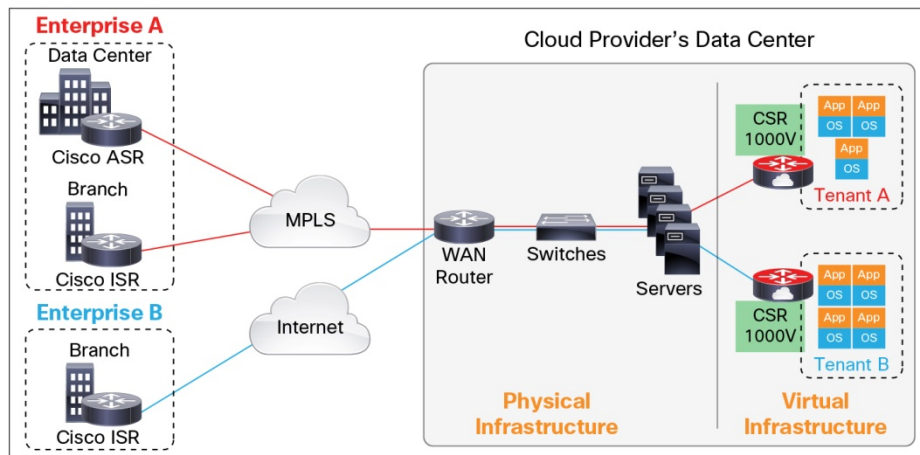 Enterprise A
Data Center
Cisco ASR
Branch
Cisco ISR
Enterprise B
Branch
Cisco ISR
MPLS
Internet
Cloud Provider's Data Center
WAN
Router
Switches
Servers
Physical
Infrastructure
CSR
1000V
App App
OS OS
App
OS
Tenant A
CSR
1000V
App App
OS OS
App App
OS OS
Tenant B
Virtual
Infrastructure